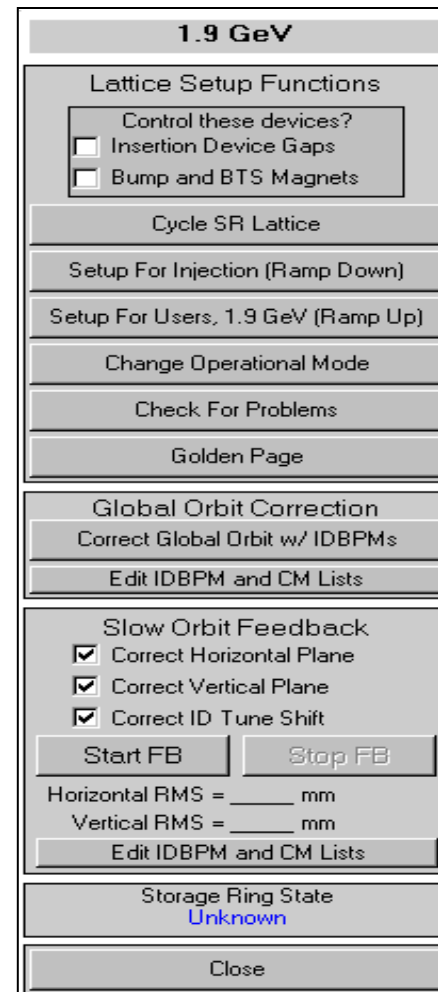 1.9 GeV
Lattice Setup Functions
Control these devices?
Insertion Device Gaps
Bump and BTS Magnets
Cycle SR Lattice
Setup For Injection (Ramp Down)
Setup For Users, 1.9 GeV (Ramp Up)
Change Operational Mode
Check For Problems
Golden Page
Global Orbit Correction
Correct Global Orbit w/ IDBPMs
Edit IDBPM and CM Lists
Slow Orbit Feedback
Correct Horizontal Plane
Correct Vertical Plane
Correct ID Tune Shift
Start FB Stop FB
Horizontal RMS = _____ mm
Vertical RMS = _____ mm
Edit IDBPM and CM Lists
Storage Ring State
Unknown
Close